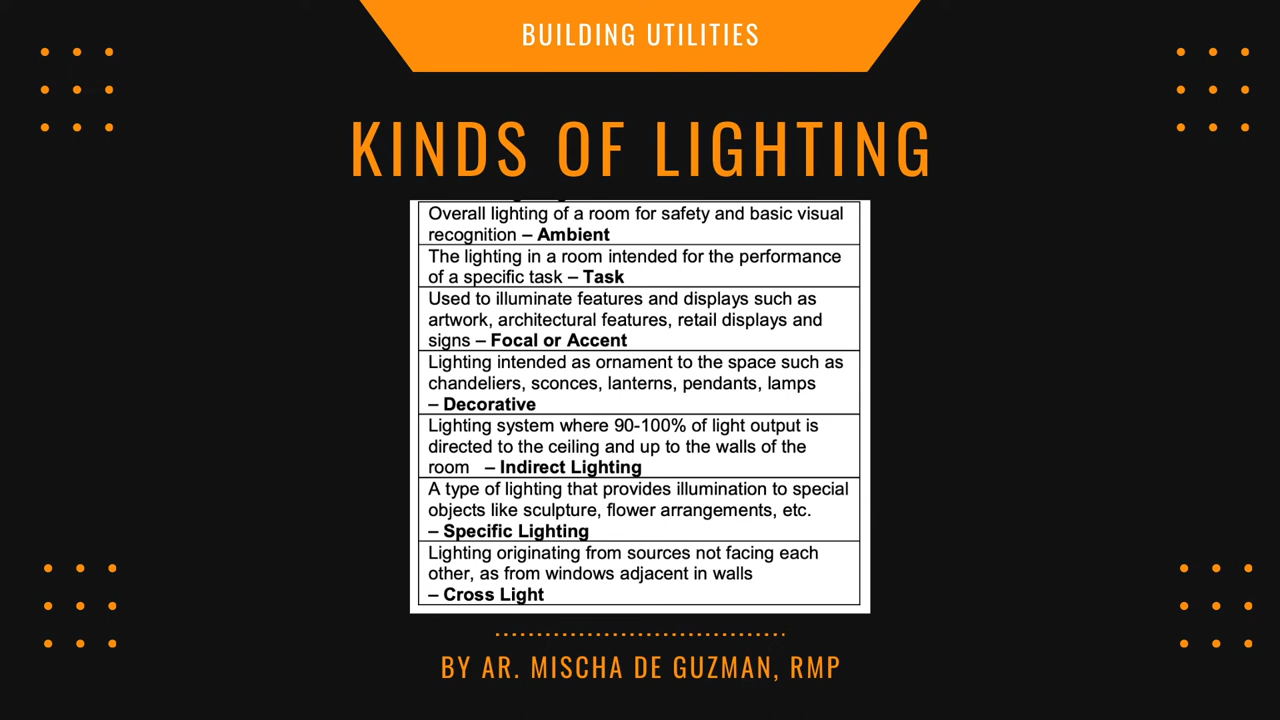 BUILDING UTILITIES
KINDS OF LIGHTING
Overall lighting of a room for safety and basic visual
recognition – Ambient
The lighting in a room intended for the performance
of a specific task – Task
Used to illuminate features and displays such as
artwork, architectural features, retail displays and
signs – Focal or Accent
Lighting intended as ornament to the space such as
chandeliers, sconces, lanterns, pendants, lamps
– Decorative
Lighting system where 90-100% of light output is
directed to the ceiling and up to the walls of the
room – Indirect Lighting
A type of lighting that provides illumination to special
objects like sculpture, flower arrangements, etc.
– Specific Lighting
Lighting originating from sources not facing each
other, as from windows adjacent in walls
– Cross Light
BY AR. MISCHA DE GUZMAN, RMP